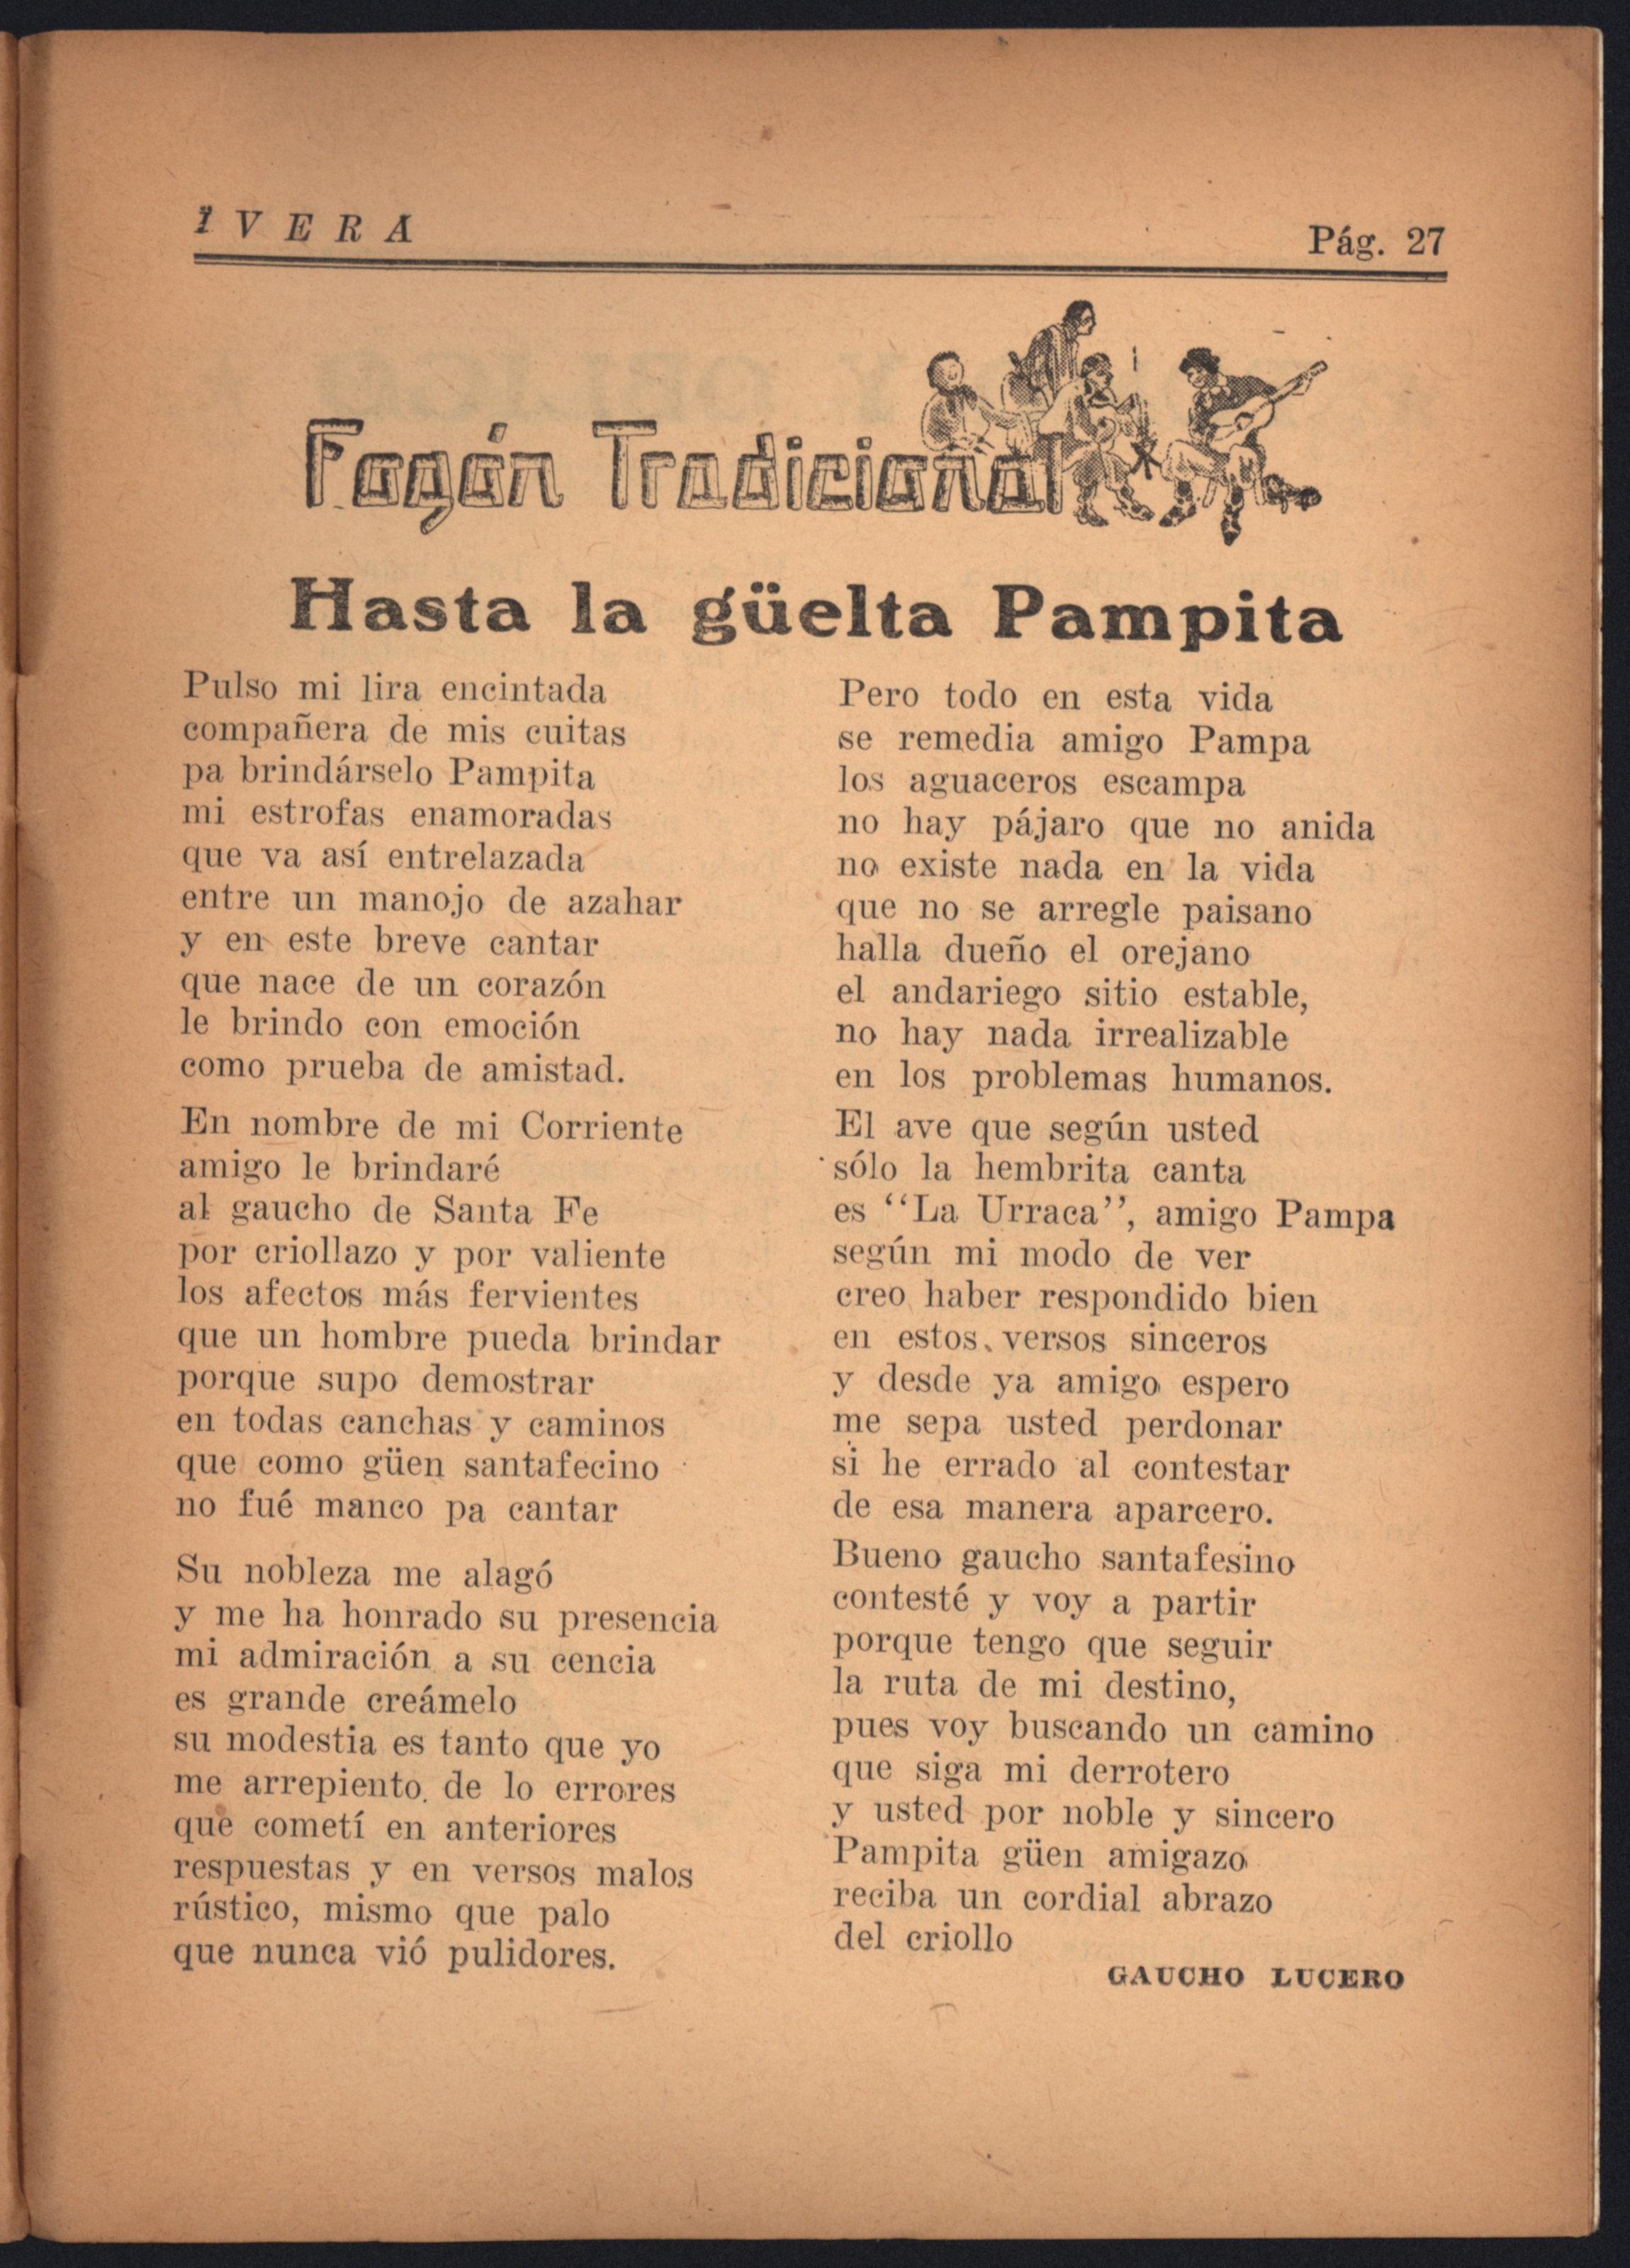 ÏVERA
Pág. 27
Fogón Tradicional
Hasta la güelta Pampita
Pulso mi lira encintada
compañera de mis cuitas
pa brindárselo Pampita
mi estrofas enamoradas
que va así entrelazada
entre un manojo de azahar
y en este breve cantar
que nace de un corazón
le brindo con emoción
como prueba de amistad.
En nombre de mi Corriente
amigo le brindaré
al gaucho de Santa Fe
por criollazo y por valiente
los afectos más fervientes
que un hombre pueda brindar
porque supo demostrar
en todas canchas y caminos
que como güen santafecino
no fué manco pa cantar
Su nobleza me alagó
y me ha honrado su presencia
mi admiración a su cencia
es grande creámelo
su modestia es tanto que yo
me arrepiento. de lo errores
que cometí en anteriores
respuestas y en versos malos
rústico, mismo que palo
que nunca vió pulidores.
Pero todo en esta vida
se remedia amigo Pampa
los aguaceros escampa
no hay pájaro que no anida
no existe nada en la vida
que no se arregle paisano
halla dueño el orejano
el andariego sitio estable,
no hay nada irrealizable
en los problemas humanos.
El ave que según usted
sólo la hembrita canta
es “La Urraca”, amigo Pampa
según mi modo de ver
creo haber respondido bien
en estos versos sinceros
y desde ya amigo espero
me sepa usted perdonar
si he errado al contestar
de esa manera aparcero.
Bueno gaucho santafesino
contesté y voy a partir
porque tengo que seguir
la ruta de mi destino,
pues voy buscando un camino
que siga mi derrotero
y usted por noble y sincero
Pampita güen amigazo
reciba un cordial abrazo
del criollo
GAUCHO LUCERO